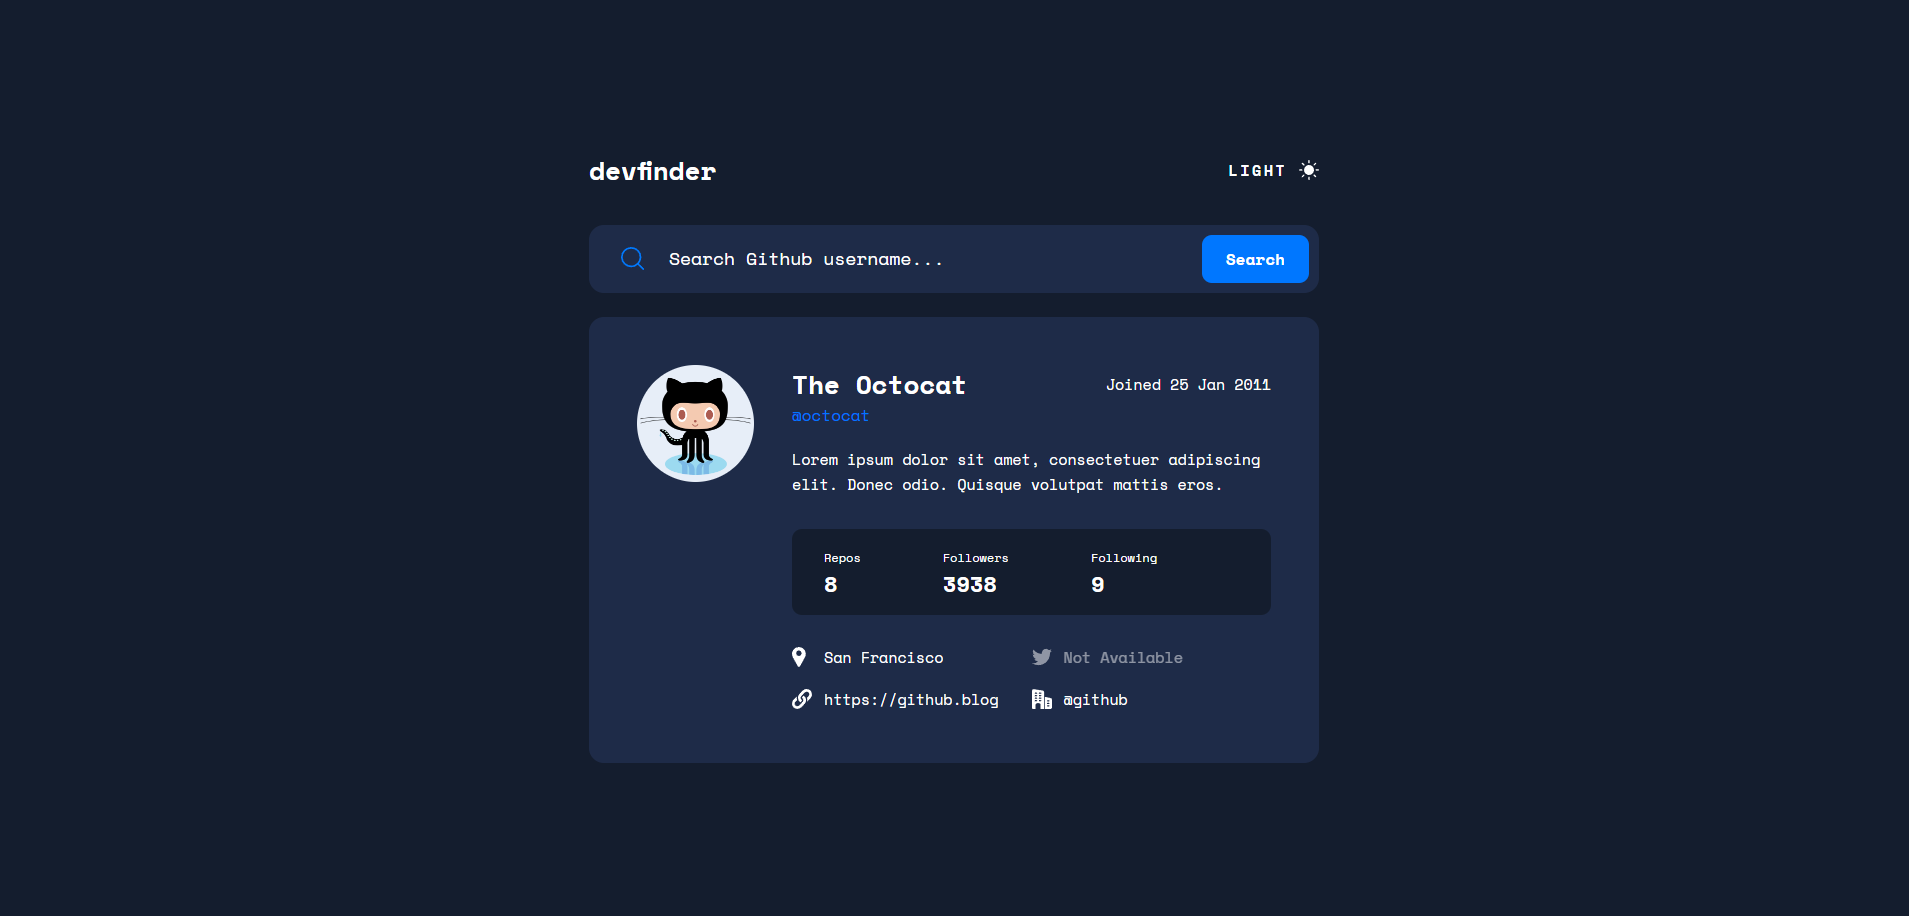 devfinder
LIGHT
Search Github username...
Search
The Octocat
Joined 25 Jan 2011
@octocat
Lorem ipsum dolor sit amet, consectetuer adipiscing
elit. Donec odio. Quisque volutpat mattis eros.
Repos
Followers
Following
8
3938
9
San Francisco
Not Available
https://github.blog
@github